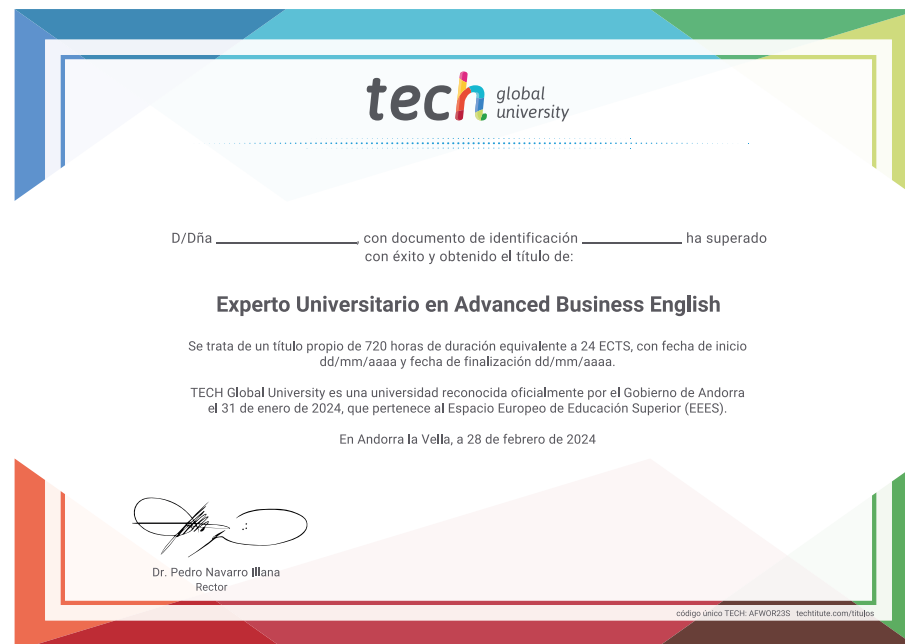 tech global university
D/Dña ____________, con documento de identificación ____________ ha superado
con éxito y obtenido el título de:
Experto Universitario en Advanced Business English
Se trata de un título propio de 720 horas de duración equivalente a 24 ECTS, con fecha de inicio
dd/mm/aaaa y fecha de finalización dd/mm/aaaa.
TECH Global University es una universidad reconocida oficialmente por el Gobierno de Andorra
el 31 de enero de 2024, que pertenece al Espacio Europeo de Educación Superior (EEES).
En Andorra la Vella, a 28 de febrero de 2024
Dr. Pedro Navarro Illana
Rector
código único TECH: AFWOR23S techtitute.com/titulos